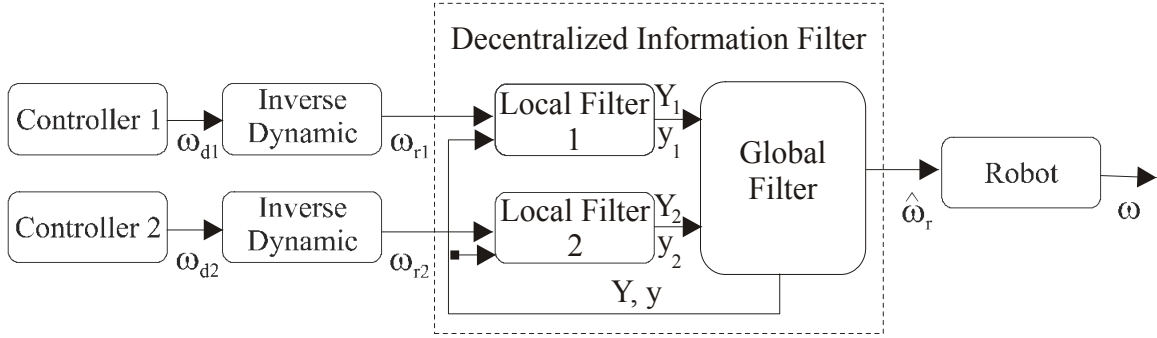 Decentralized Information Filter
Controller 1
ω_d1
Inverse
Dynamic
ω_r1
Local Filter
1
Y_1
y_1
Controller 2
ω_d2
Inverse
Dynamic
ω_r2
Local Filter
2
Y_2
y_2
Global
Filter
Y, y
ω̂_r
Robot
ω